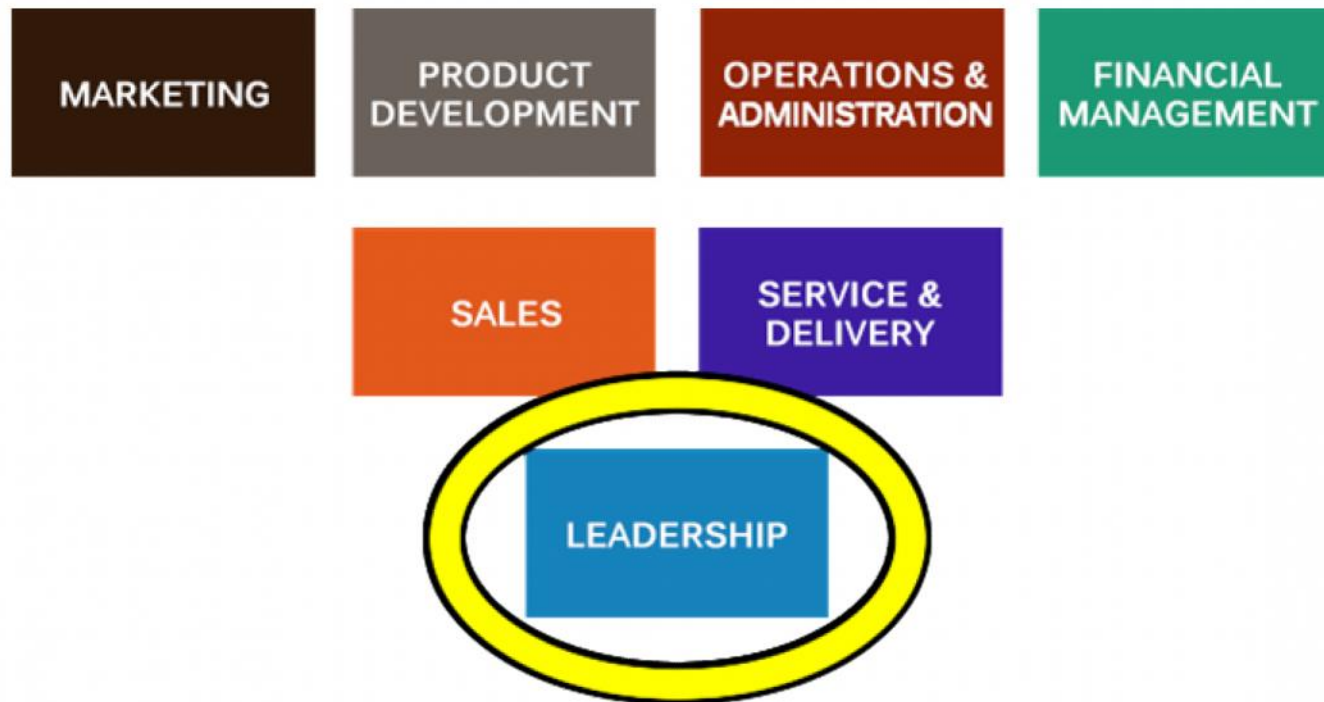 MARKETING
PRODUCT
DEVELOPMENT
OPERATIONS &
ADMINISTRATION
FINANCIAL
MANAGEMENT
SALES
SERVICE &
DELIVERY
LEADERSHIP